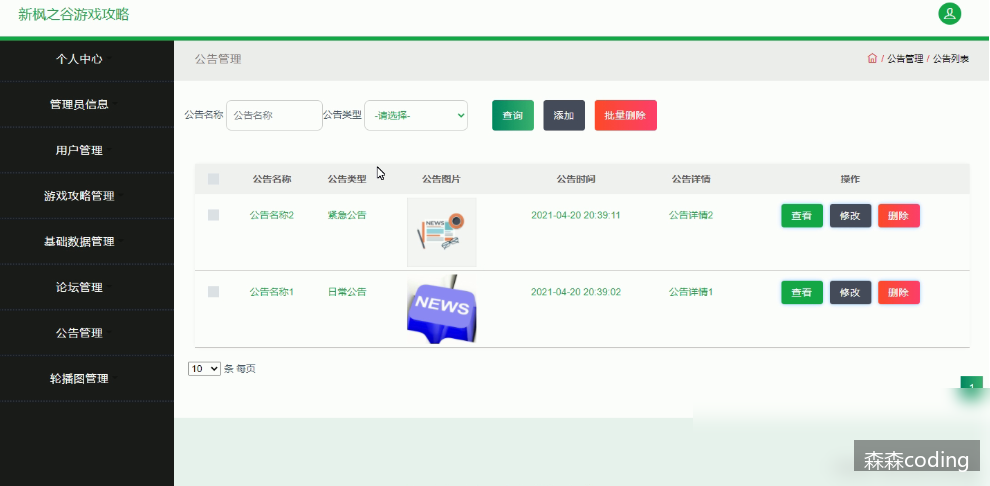 新枫之谷游戏攻略
个人中心
管理员信息
用户管理
游戏攻略管理
基础数据管理
论坛管理
公告管理
轮播图管理
公告管理
/ 公告管理 / 公告列表
公告名称 公告名称 公告类型 -请选择- 查询 添加 批量删除
公告名称 公告类型 公告图片 公告时间 公告详情 操作
公告名称2 紧急公告 NEWS 2021-04-20 20:39:11 公告详情2 查看 修改 删除
公告名称1 日常公告 NEWS 2021-04-20 20:39:02 公告详情1 查看 修改 删除
10 条 每页
1
森森coding